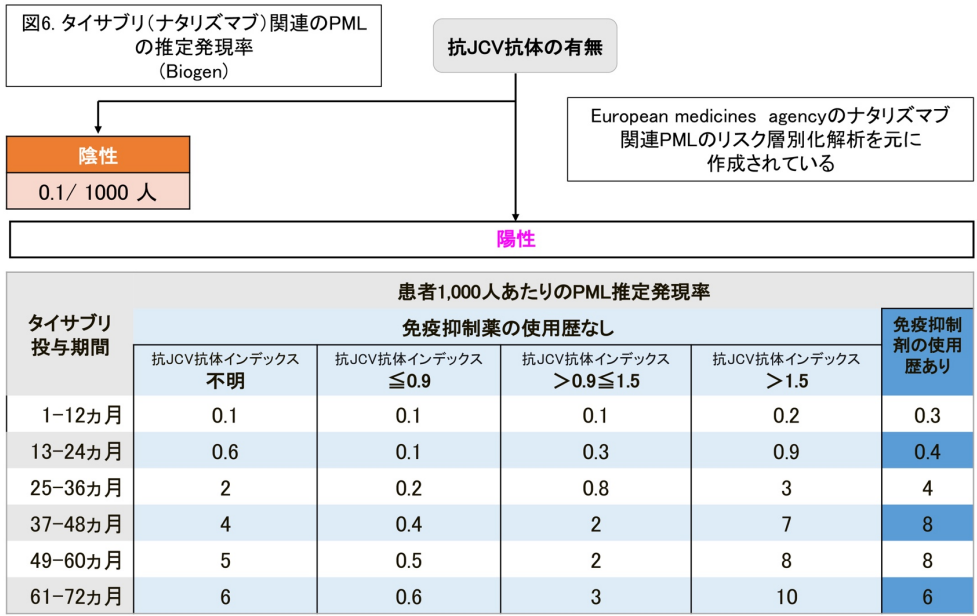 図6. タイサブリ（ナタリズマブ）関連のPML
の推定発現率
(Biogen)
抗JCV抗体の有無
European medicines agencyのナタリズマブ
関連PMLのリスク層別化解析を元に
作成されている
陰性
0.1/ 1000 人
陽性
患者1,000人あたりのPML推定発現率
タイサブリ
投与期間
免疫抑制薬の使用歴なし
免疫抑制
剤の使用
歴あり
抗JCV抗体インデックス 抗JCV抗体インデックス 抗JCV抗体インデックス 抗JCV抗体インデックス
不明 ≦0.9 ＞0.9≦1.5 ＞1.5
1-12ヵ月 0.1 0.1 0.1 0.2 0.3
13-24ヵ月 0.6 0.1 0.3 0.9 0.4
25-36ヵ月 2 0.2 0.8 3 4
37-48ヵ月 4 0.4 2 7 8
49-60ヵ月 5 0.5 2 8 8
61-72ヵ月 6 0.6 3 10 6